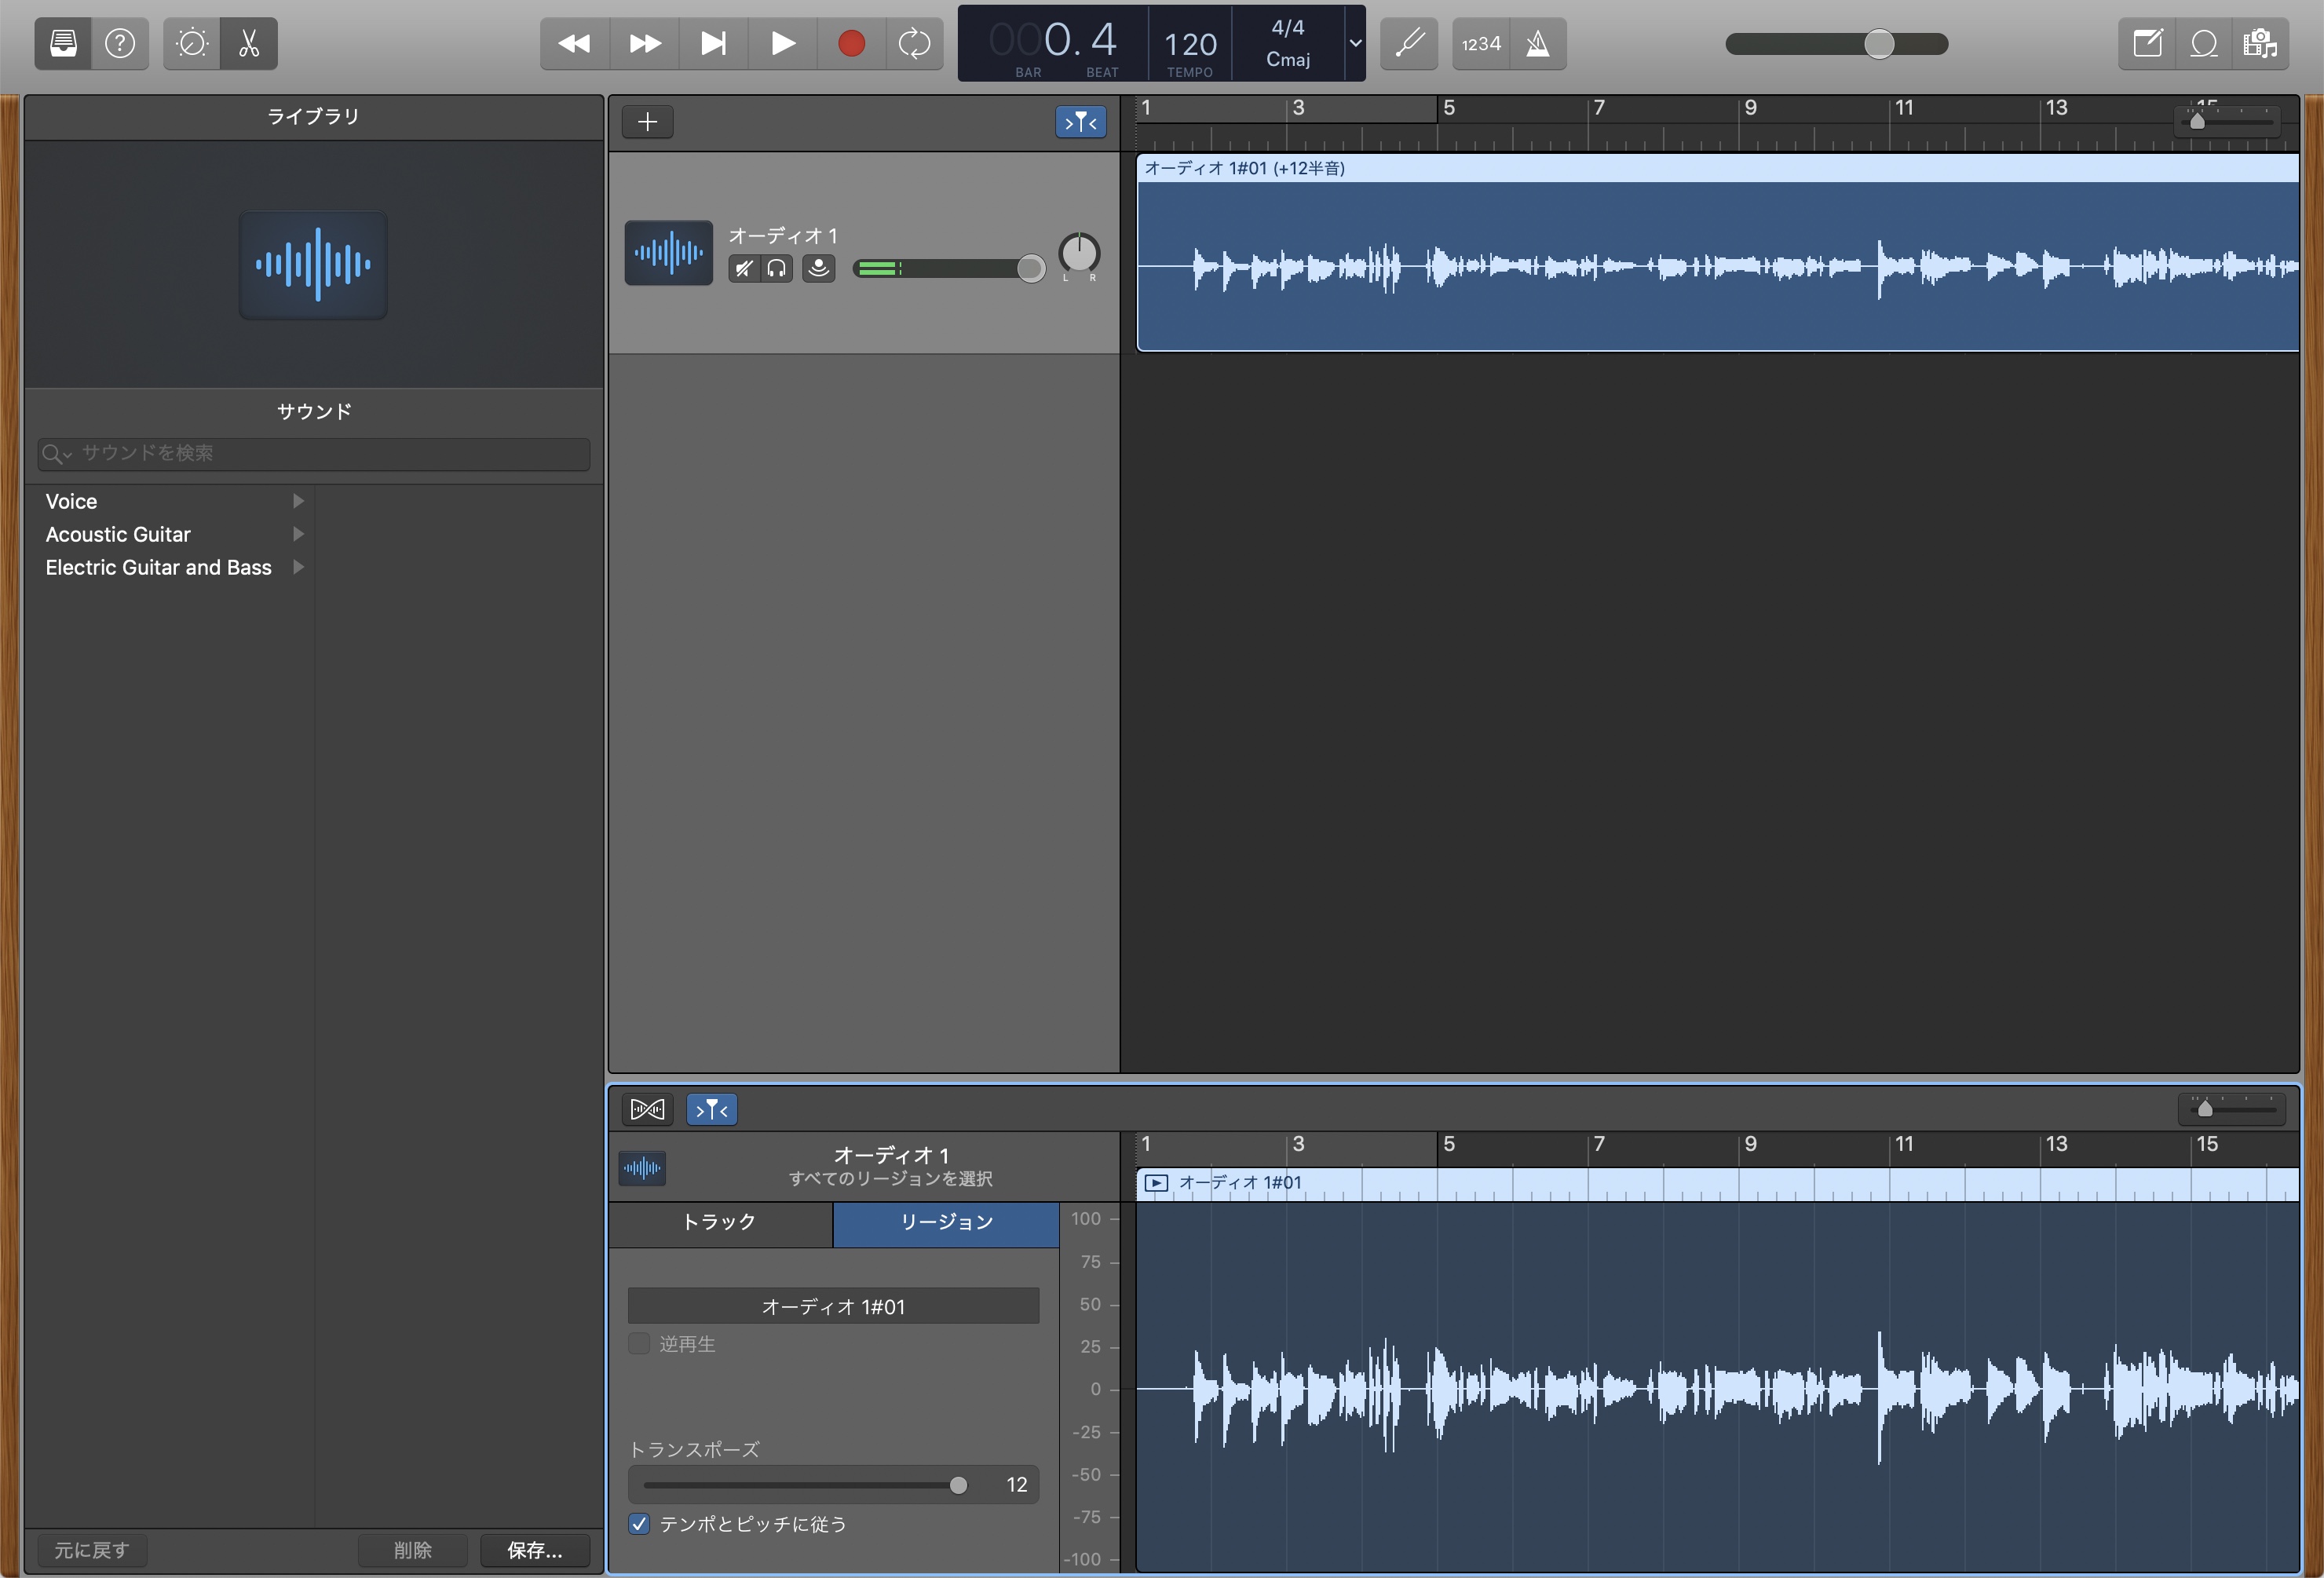 000.4
BAR
BEAT
120
TEMPO
4/4
Cmaj
1234
ライブラリ
サウンド
サウンドを検索
Voice
Acoustic Guitar
Electric Guitar and Bass
元に戻す
削除
保存...
オーディオ 1
L R
1 3 5 7 9 11 13 15
オーディオ 1#01 (+12半音)
オーディオ 1
すべてのリージョンを選択
トラック
リージョン
オーディオ 1#01
逆再生
トランスポーズ
12
テンポとピッチに従う
1 3 5 7 9 11 13 15
オーディオ 1#01
100
75
50
25
0
-25
-50
-75
-100